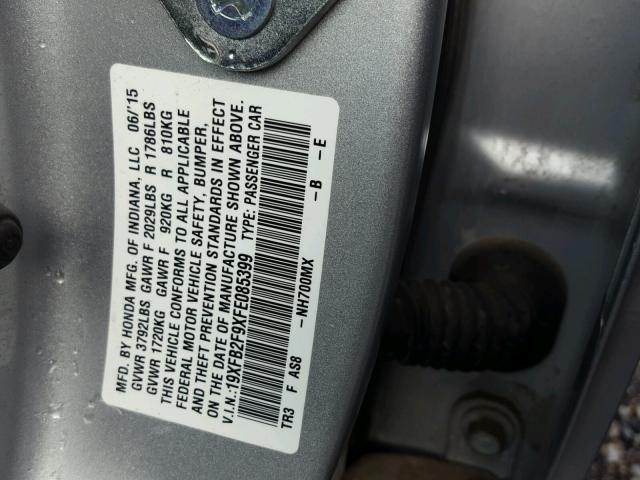 MFD. BY HONDA MFG. OF INDIANA, LLC 06/'15
GVWR 3792LBS GAWR F 2029LBS R 1786LBS
GVWR 1720KG GAWR F 920KG R 810KG
THIS VEHICLE CONFORMS TO ALL APPLICABLE
FEDERAL MOTOR VEHICLE SAFETY, BUMPER,
AND THEFT PREVENTION STANDARDS IN EFFECT
ON THE DATE OF MANUFACTURE SHOWN ABOVE.
V.I.N.:19XFB2F9XFE085399 TYPE: PASSENGER CAR
TR3 F AS8 -NH700MX -B -E